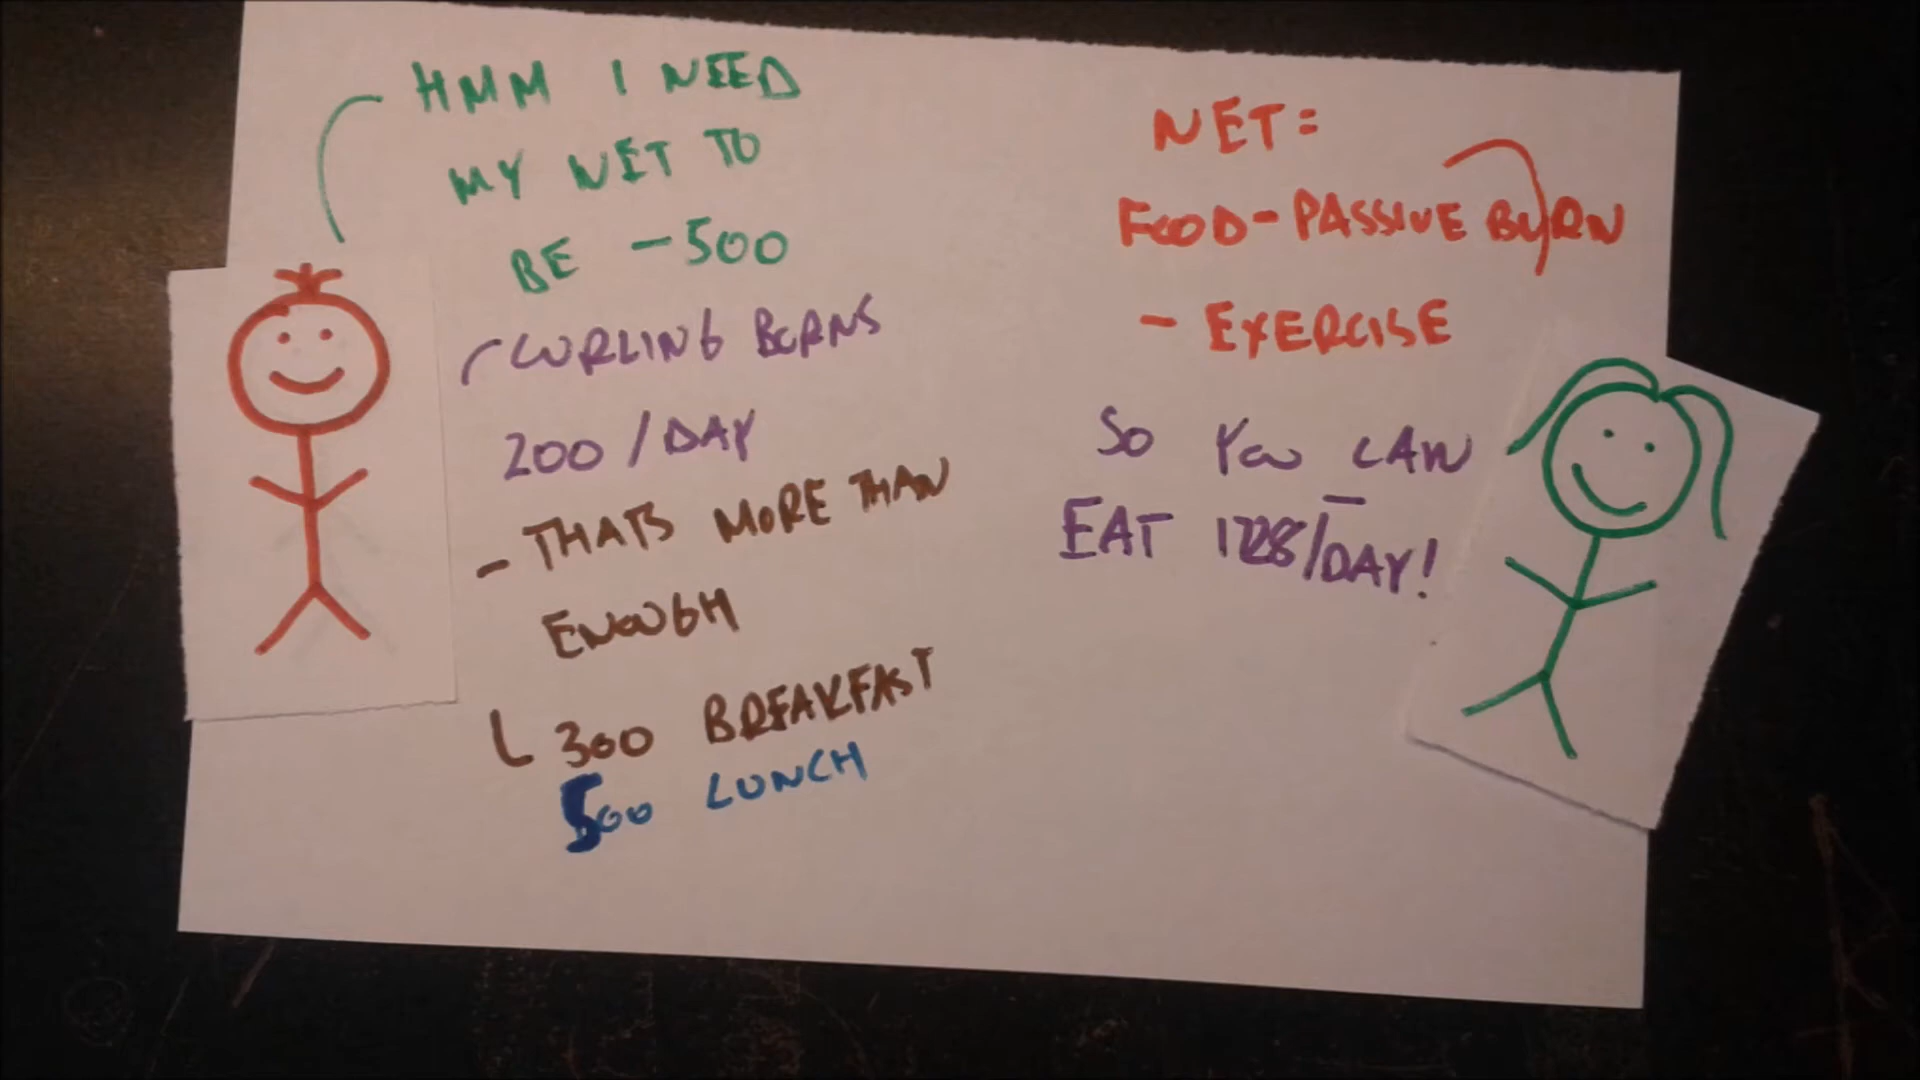 HMM I NEED
MY NET TO
BE -500
CURLING BURNS
200/DAY
- THATS MORE THAN
ENOUGH
300 BREAKFAST
500 LUNCH
NET=
FOOD-PASSIVE BURN
- EXERCISE
SO YOU CAN
EAT 1728/DAY!